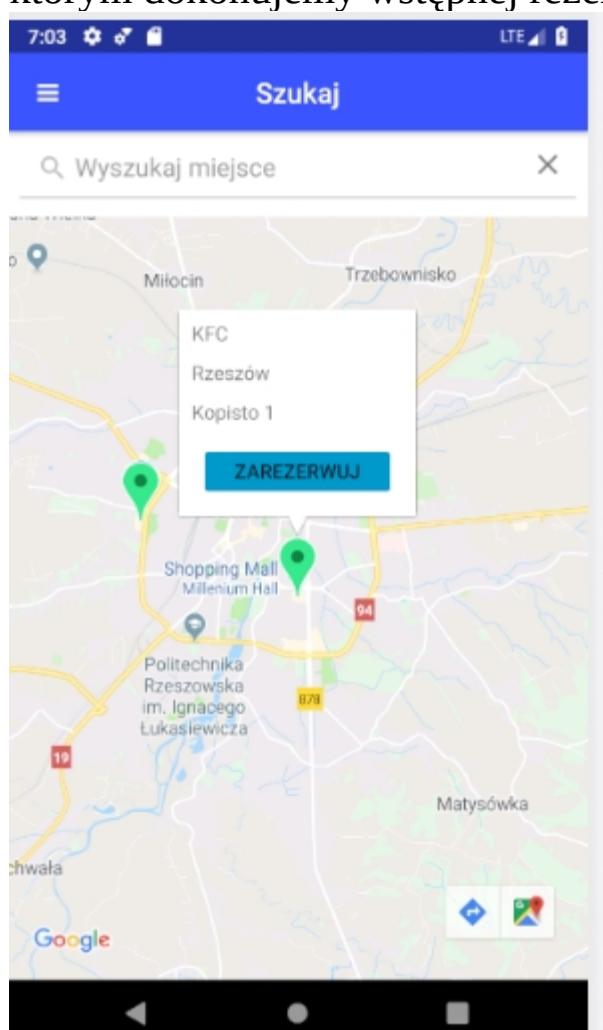 którym dokonujemy wstępnej
7:03 LTE
Szukaj
Wyszukaj miejsce
Miłocin
Trzebownisko
KFC
Rzeszów
Kopisto 1
ZAREZERWUJ
Shopping Mall
Millenium Hall
94
Politechnika
Rzeszowska
im. Ignacego
Łukasiewicza
878
19
Matysówka
chwała
Google